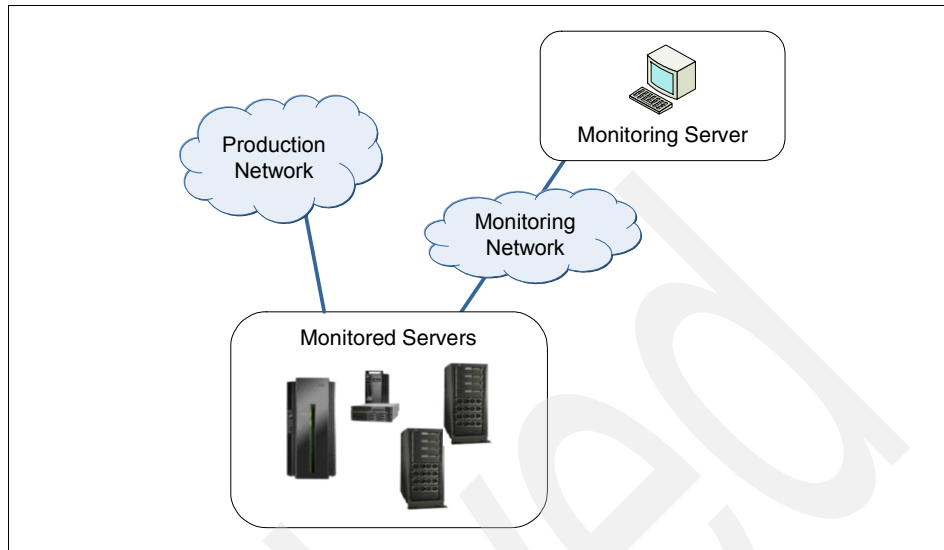 Production
Network
Monitoring Server
Monitoring
Network
Monitored Servers